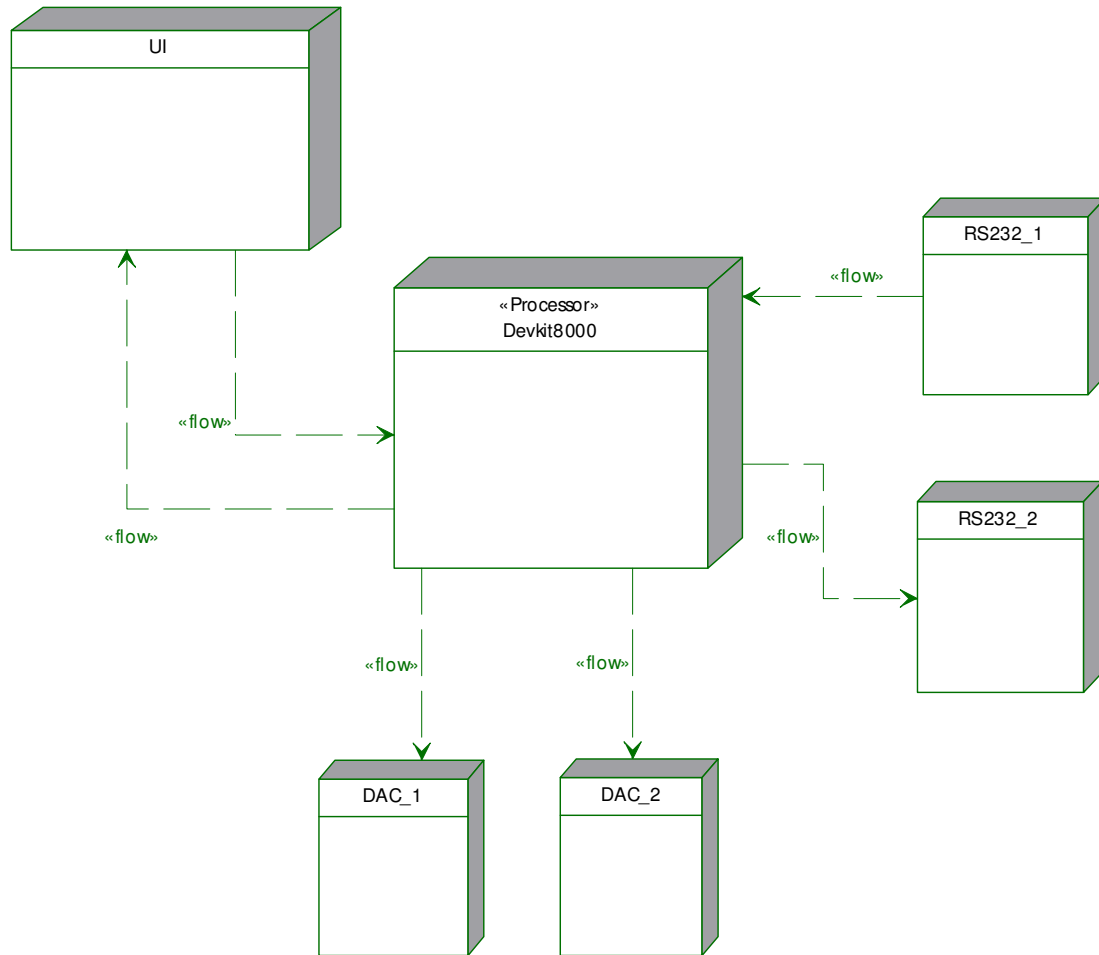 UI
«Processor»
Devkit8000
RS232_1
«flow»
«flow»
«flow»
RS232_2
«flow»
«flow»
«flow»
DAC_1
DAC_2